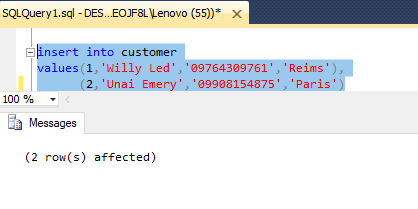 SQLQuery1.sql - DES...EOJF8L\Lenovo (55))*
insert into customer
values(1,'Willy Led','09764309761','Reims'),
(2,'Unai Emery','09908154875','Paris')
100 %
Messages
(2 row(s) affected)